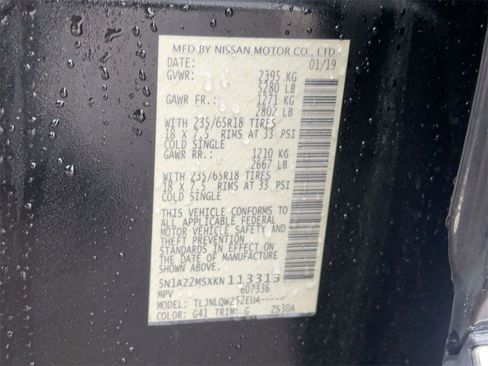 MFD.BY NISSAN MOTOR CO., LTD.
DATE: 01/19
GVWR: 2395 KG
5280 LB
GAWR FR.: 1271 KG
2802 LB
WITH 235/65R18 TIRES
18 X 7.5 RIMS AT 33 PSI
COLD SINGLE
GAWR RR.: 1210 KG
2667 LB
WITH 235/65R18 TIRES
18 X 7.5 RIMS AT 33 PSI
COLD SINGLE
THIS VEHICLE CONFORMS TO
ALL APPLICABLE FEDERAL
MOTOR VEHICLE SAFETY
AND THEFT PREVENTION
STANDARDS IN EFFECT ON
THE DATE OF MANUFACTURE
SHOWN ABOVE.
5N1AZ2MSXKN
MPV 607336
MODEL: TLJNLQWZS2EUA-----
COLOR: G41 TRIM: G Z530A